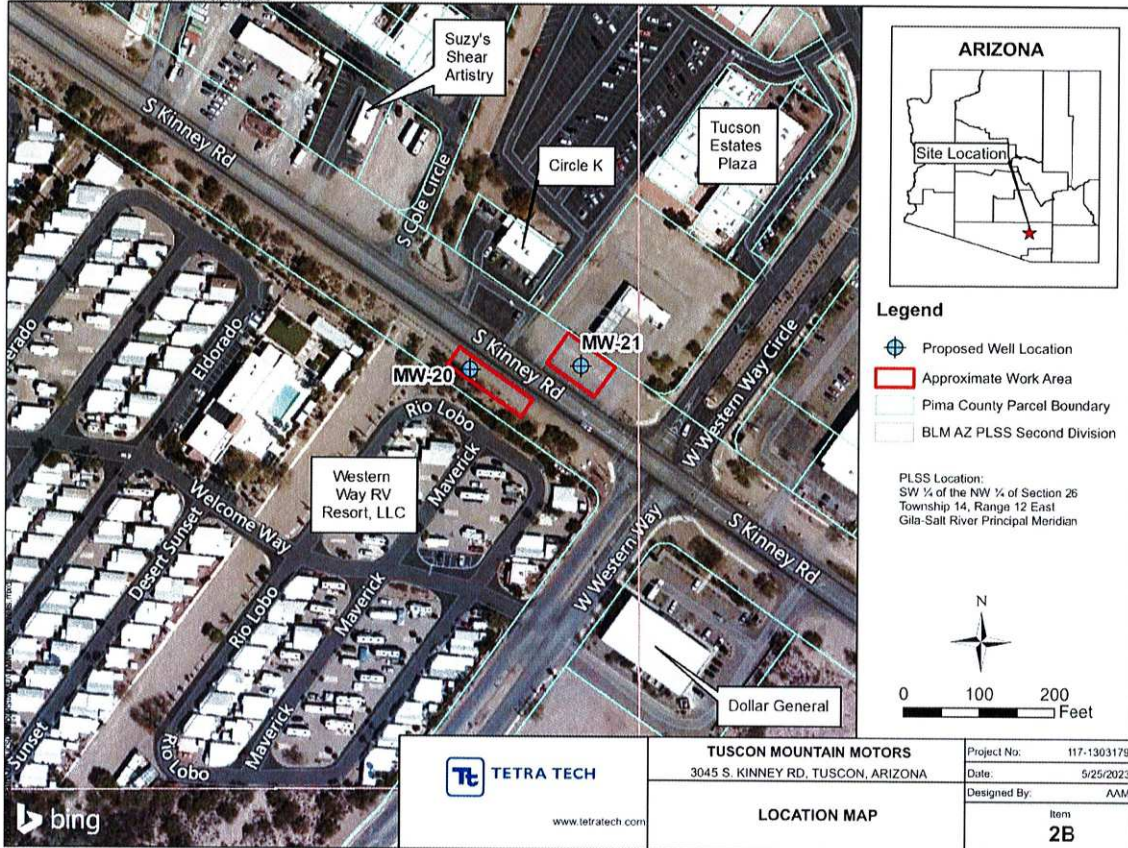 Suzy's
Shear
Artistry
S Kinney Rd
S Cole Circle
Circle K
Tucson
Estates
Plaza
MW-21
S Kinney Rd
MW-20
W Western Way Circle
Eldorado
Rio Lobo
Maverick
Western
Way RV
Resort, LLC
Welcome Way
Desert Sunset
Rio Lobo
Maverick
W Western Way
S Kinney Rd
Sunset
Maverick
Rio Lobo
Dollar General
bing
ARIZONA
Site Location
Legend
Proposed Well Location
Approximate Work Area
Pima County Parcel Boundary
BLM AZ PLSS Second Division
PLSS Location:
SW ¼ of the NW ¼ of Section 26
Township 14, Range 12 East
Gila-Salt River Principal Meridian
N
0 100 200
Feet
Tt TETRA TECH
www.tetratech.com
TUSCON MOUNTAIN MOTORS
3045 S. KINNEY RD, TUSCON, ARIZONA
LOCATION MAP
Project No: 117-1303179
Date: 5/25/2023
Designed By: AAM
Item
2B